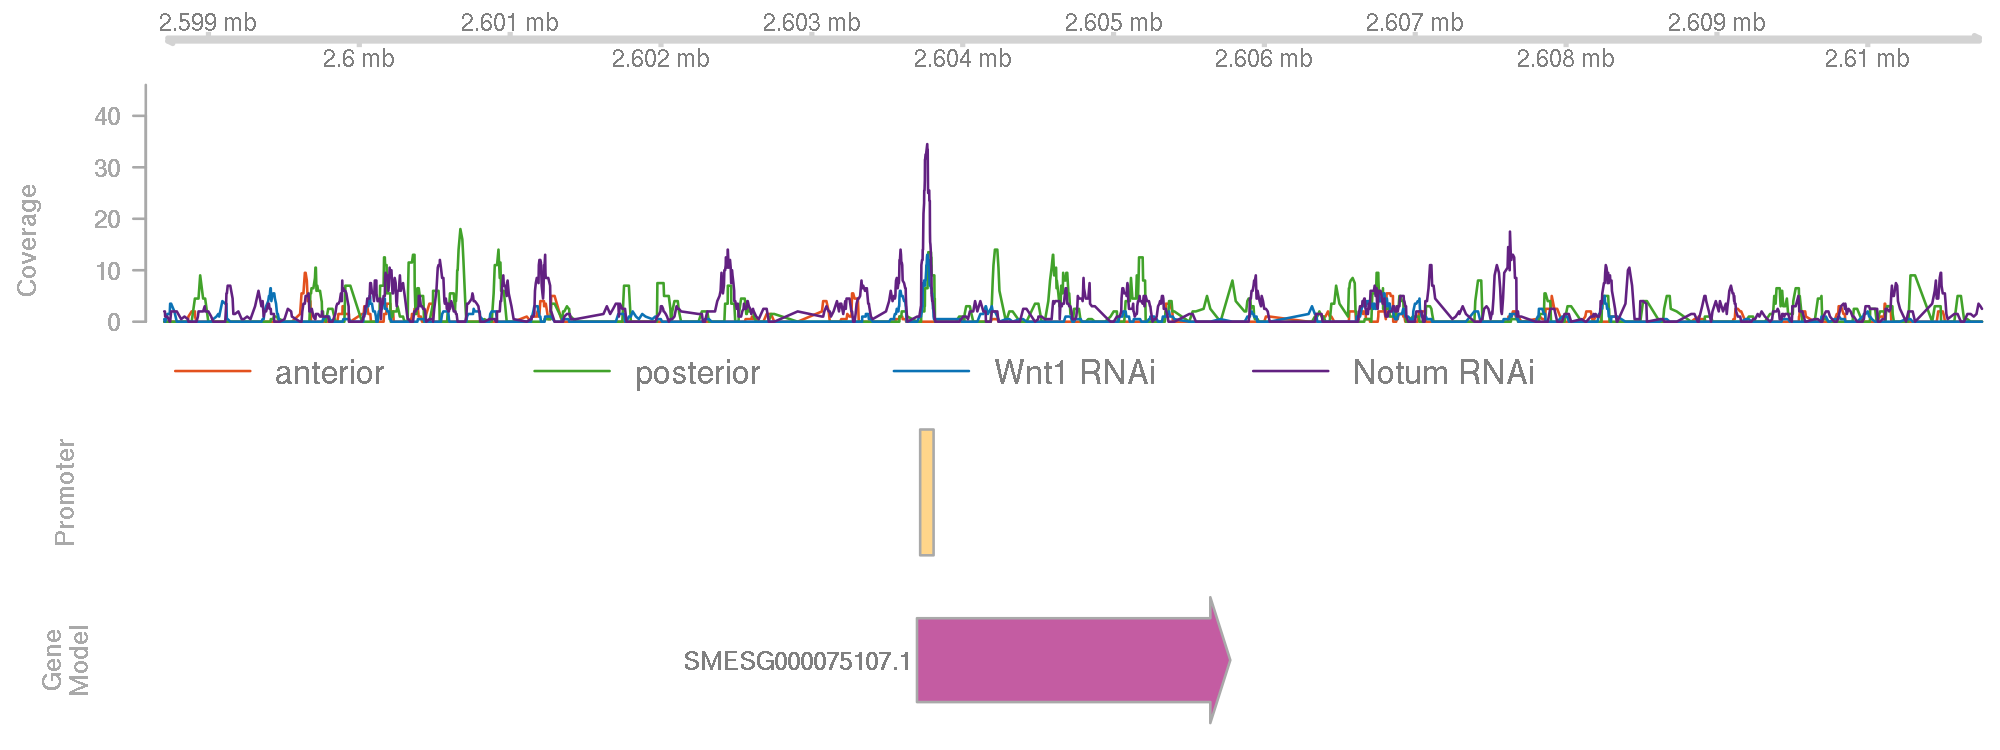 2.599 mb 2.601 mb 2.603 mb 2.605 mb 2.607 mb 2.609 mb
2.6 mb 2.602 mb 2.604 mb 2.606 mb 2.608 mb 2.61 mb
Coverage
40
30
20
10
0
anterior posterior Wnt1 RNAi Notum RNAi
Promoter
Gene
Model
SMESG000075107.1